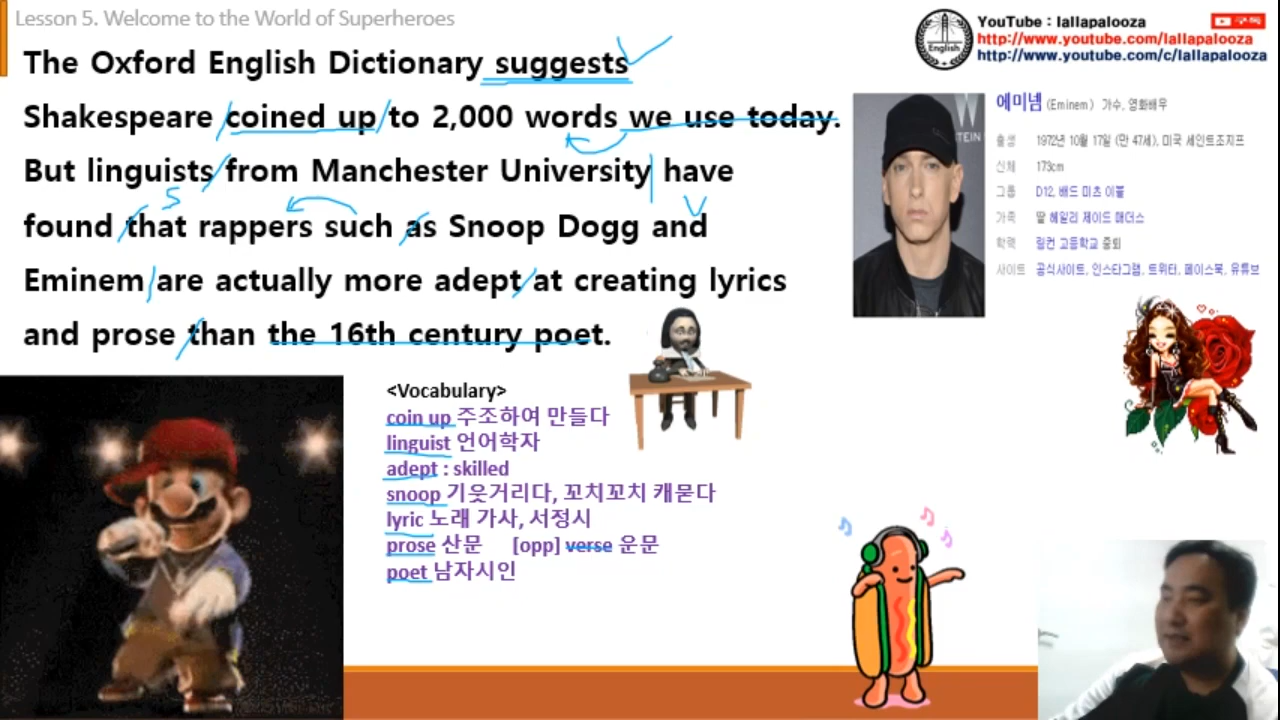 Lesson 5. Welcome to the World of Superheroes
The Oxford English Dictionary suggests
Shakespeare coined up to 2,000 words we use today.
But linguists from Manchester University have
found that rappers such as Snoop Dogg and
Eminem are actually more adept at creating lyrics
and prose than the 16th century poet.
S
<Vocabulary>
coin up 주조하여 만들다
linguist 언어학자
adept : skilled
snoop 기웃거리다, 꼬치꼬치 캐묻다
lyric 노래 가사, 서정시
prose 산문 [opp] verse 운문
poet 남자시인
English
YouTube : lallapalooza
구독
http://www.youtube.com/lallapalooza
http://www.youtube.com/c/lallapalooza
W
TEIN
에미넴 (Eminem) 가수, 영화배우
출생 1972년 10월 17일 (만 47세), 미국 세인트조지프
신체 173cm
그룹 D12, 배드 미츠 이블
가족 딸 헤일리 제이드 매더스
학력 링컨 고등학교 중퇴
사이트 공식사이트, 인스타그램, 트위터, 페이스북, 유튜브